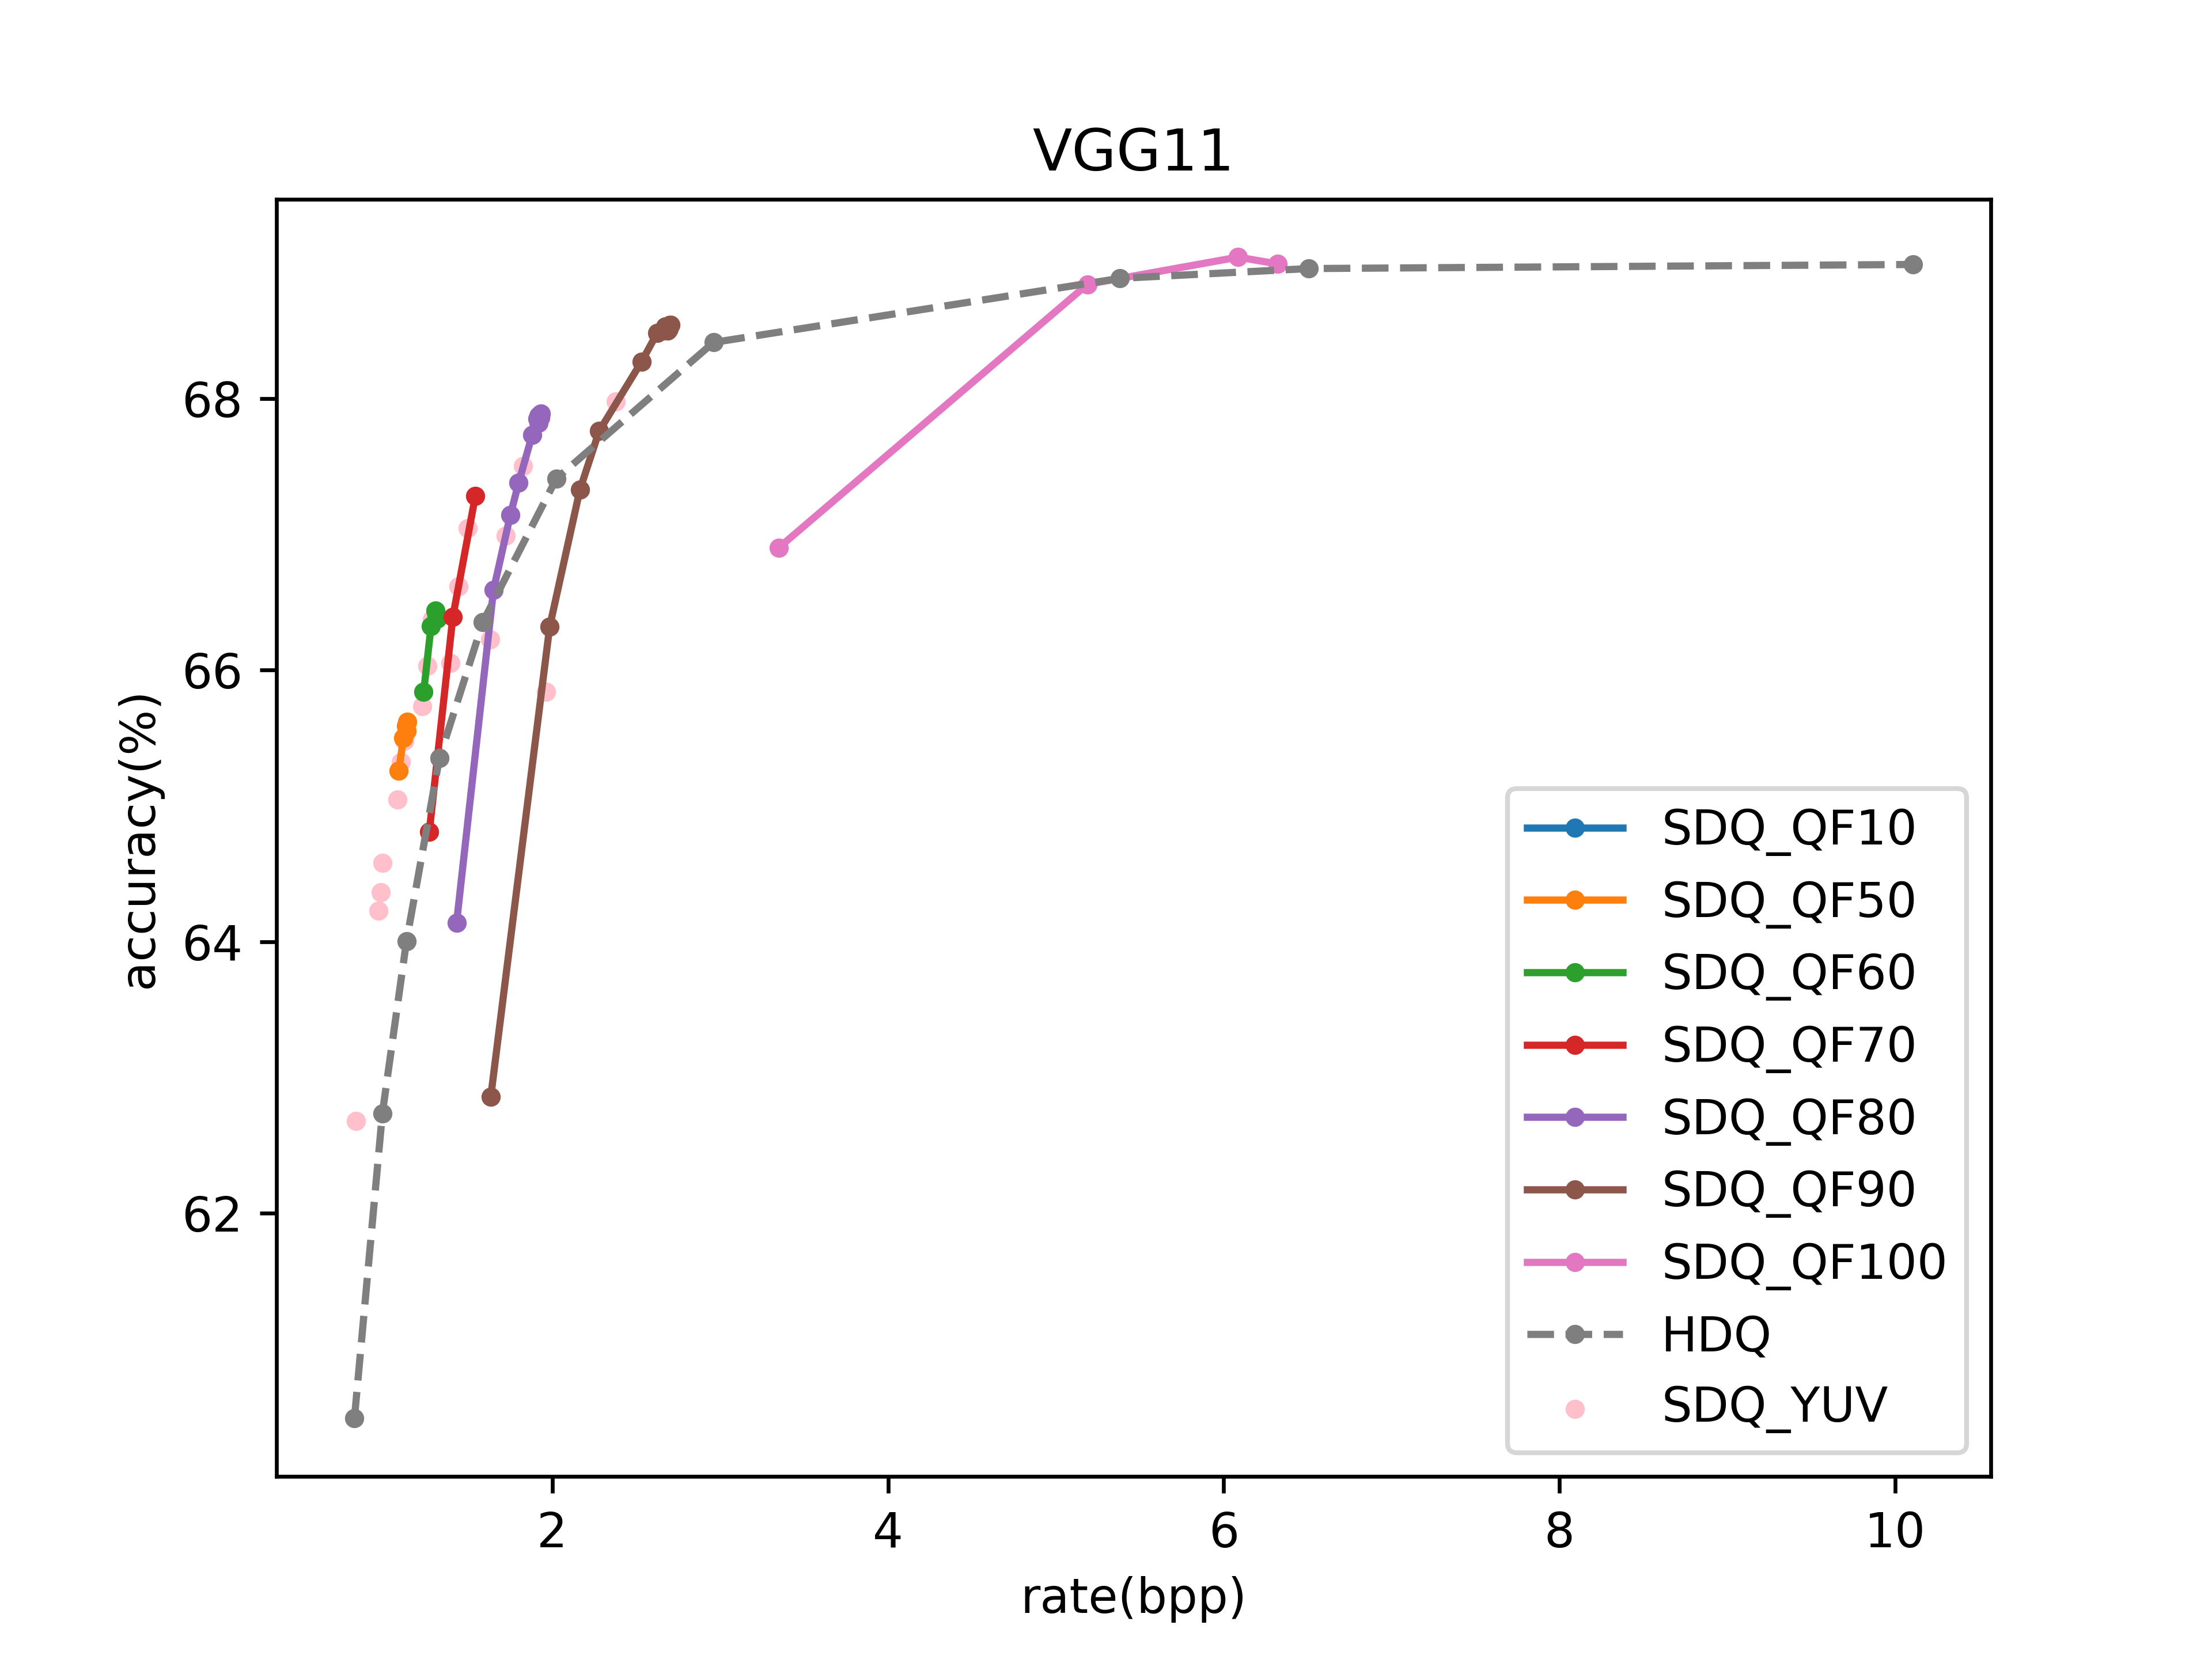 VGG11
accuracy(%)
68
66
64
62
2 4 6 8 10
rate(bpp)
SDQ_QF10
SDQ_QF50
SDQ_QF60
SDQ_QF70
SDQ_QF80
SDQ_QF90
SDQ_QF100
HDQ
SDQ_YUV